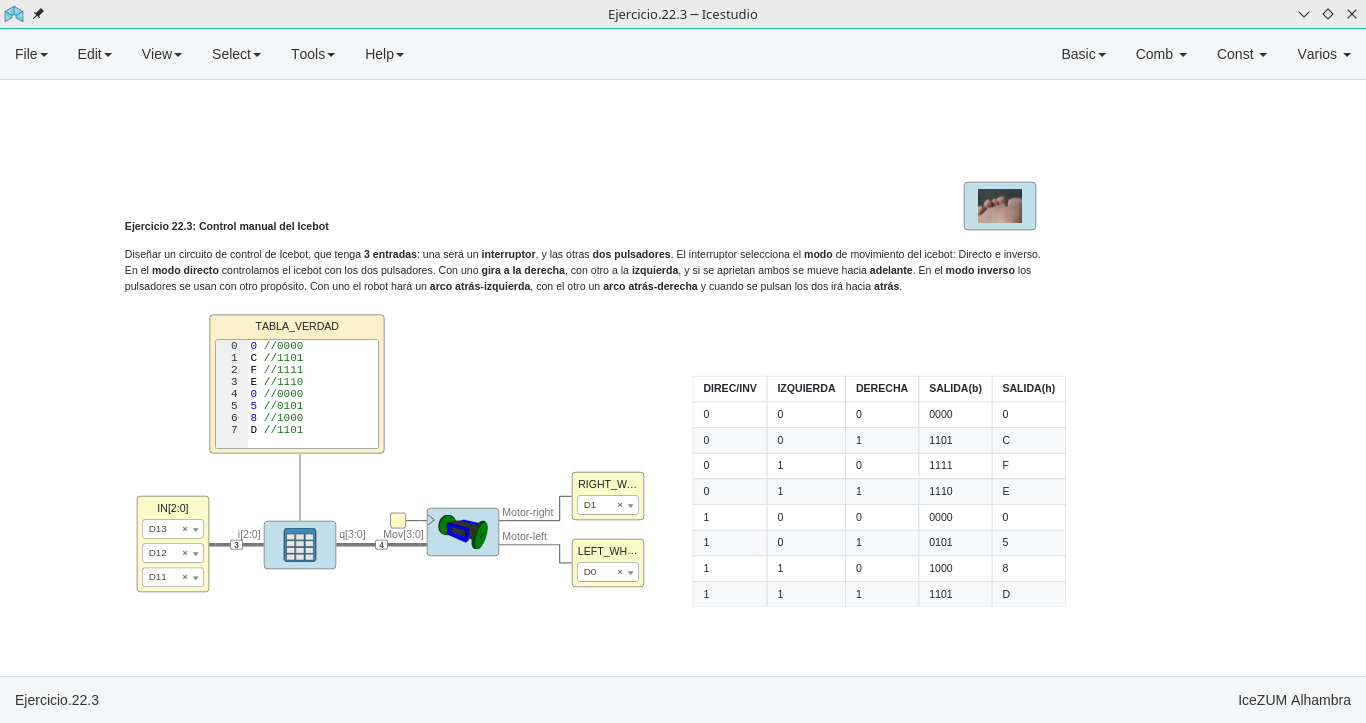 Ejercicio.22.3 – Icestudio
File Edit View Select Tools Help Basic Comb Const Varios
Ejercicio 22.3: Control manual del Icebot
Diseñar un circuito de control de Icebot, que tenga 3 entradas: una será un interruptor, y las otras dos pulsadores. El interruptor selecciona el modo de movimiento del icebot: Directo e inverso.
En el modo directo controlamos el icebot con los dos pulsadores. Con uno gira a la derecha, con otro a la izquierda, y si se aprietan ambos se mueve hacia adelante. En el modo inverso los
pulsadores se usan con otro propósito. Con uno el robot hará un arco atrás-izquierda, con el otro un arco atrás-derecha y cuando se pulsan los dos irá hacia atrás.
TABLA_VERDAD
0 0 //0000
1 C //1101
2 F //1111
3 E //1110
4 0 //0000
5 5 //0101
6 8 //1000
7 D //1101
IN[2:0]
D13
D12
D11
3
i[2:0]
q[3:0]
4
Mov[3:0]
Motor-right
Motor-left
RIGHT_W...
D1
LEFT_WH...
D0
DIREC/INV IZQUIERDA DERECHA SALIDA(b) SALIDA(h)
0 0 0 0000 0
0 0 1 1101 C
0 1 0 1111 F
0 1 1 1110 E
1 0 0 0000 0
1 0 1 0101 5
1 1 0 1000 8
1 1 1 1101 D
Ejercicio.22.3
IceZUM Alhambra